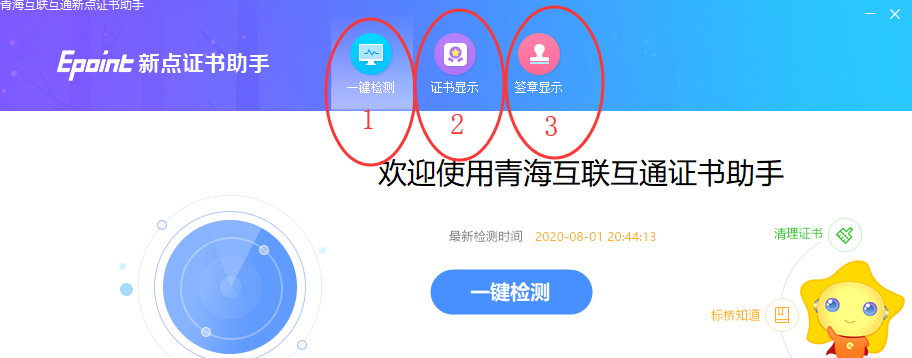 青海互联互通新点证书助手
Epoint 新点证书助手
一键检测 证书显示 签章显示
1 2 3
欢迎使用青海互联互通证书助手
最新检测时间 2020-08-01 20:44:13
清理证书
一键检测
标桥知道